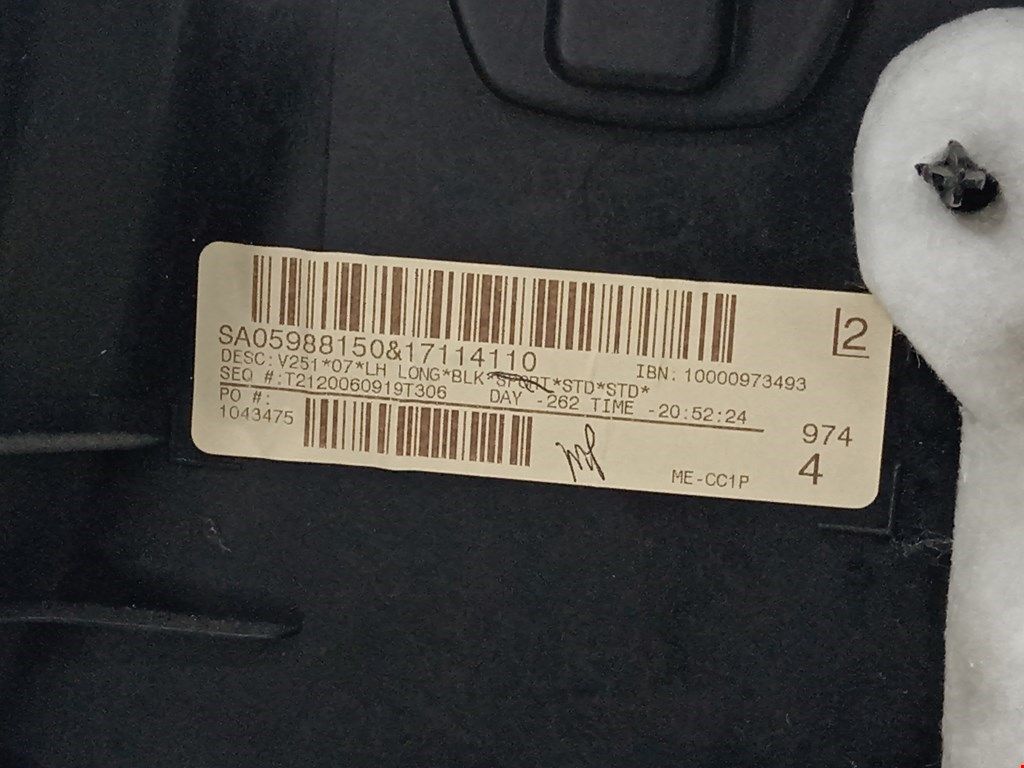 2
SA05988150&17114110
DESC: V251*07*LH LONG*BLK*SPORT*STD*STD*
IBN: 10000973493
SEQ #: T2120060919T306 DAY -262 TIME -20:52:24
PO #:
1043475
974
4
ME-CC1P